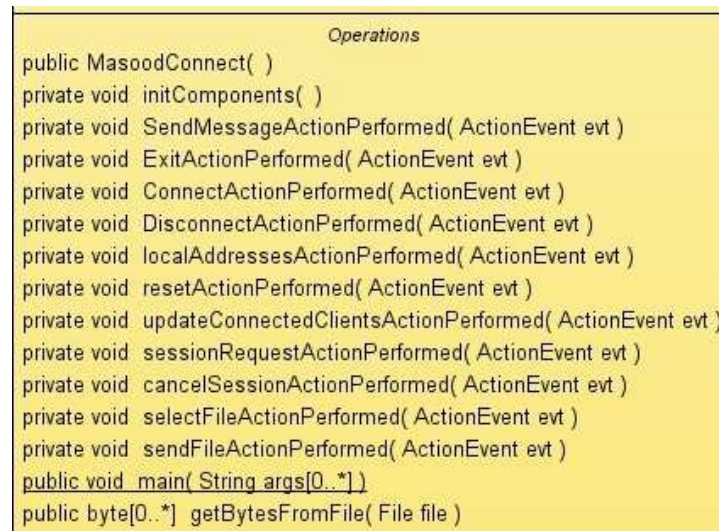 Operations
public MasoodConnect( )
private void initComponents( )
private void SendMessageActionPerformed( ActionEvent evt )
private void ExitActionPerformed( ActionEvent evt )
private void ConnectActionPerformed( ActionEvent evt )
private void DisconnectActionPerformed( ActionEvent evt )
private void localAddressesActionPerformed( ActionEvent evt )
private void resetActionPerformed( ActionEvent evt )
private void updateConnectedClientsActionPerformed( ActionEvent evt )
private void sessionRequestActionPerformed( ActionEvent evt )
private void cancelSessionActionPerformed( ActionEvent evt )
private void selectFileActionPerformed( ActionEvent evt )
private void sendFileActionPerformed( ActionEvent evt )
public void main( String args[0..*] )
public byte[0..*] getBytesFromFile( File file )